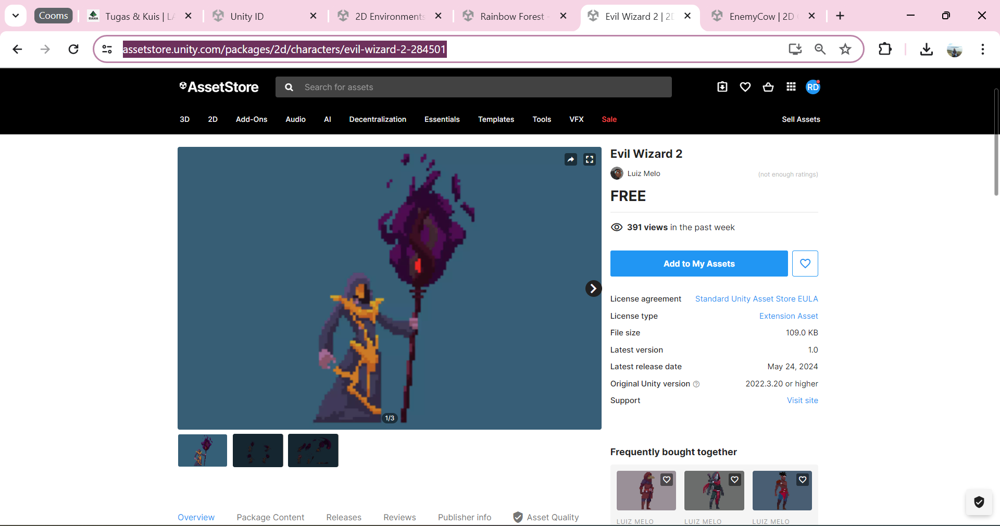 Cooms
Tugas & Kuis | LA
Unity ID
2D Environments
Rainbow Forest -
Evil Wizard 2 | 2D
EnemyCow | 2D
assetstore.unity.com/packages/2d/characters/evil-wizard-2-284501
AssetStore
Search for assets
RD
3D 2D Add-Ons Audio AI Decentralization Essentials Templates Tools VFX Sale Sell Assets
Evil Wizard 2
Luiz Melo
(not enough ratings)
FREE
391 views in the past week
Add to My Assets
License agreement Standard Unity Asset Store EULA
License type Extension Asset
File size 109.0 KB
Latest version 1.0
Latest release date May 24, 2024
Original Unity version 2022.3.20 or higher
Support Visit site
1/3
Frequently bought together
LUIZ MELO LUIZ MELO LUIZ MELO
Overview Package Content Releases Reviews Publisher info Asset Quality